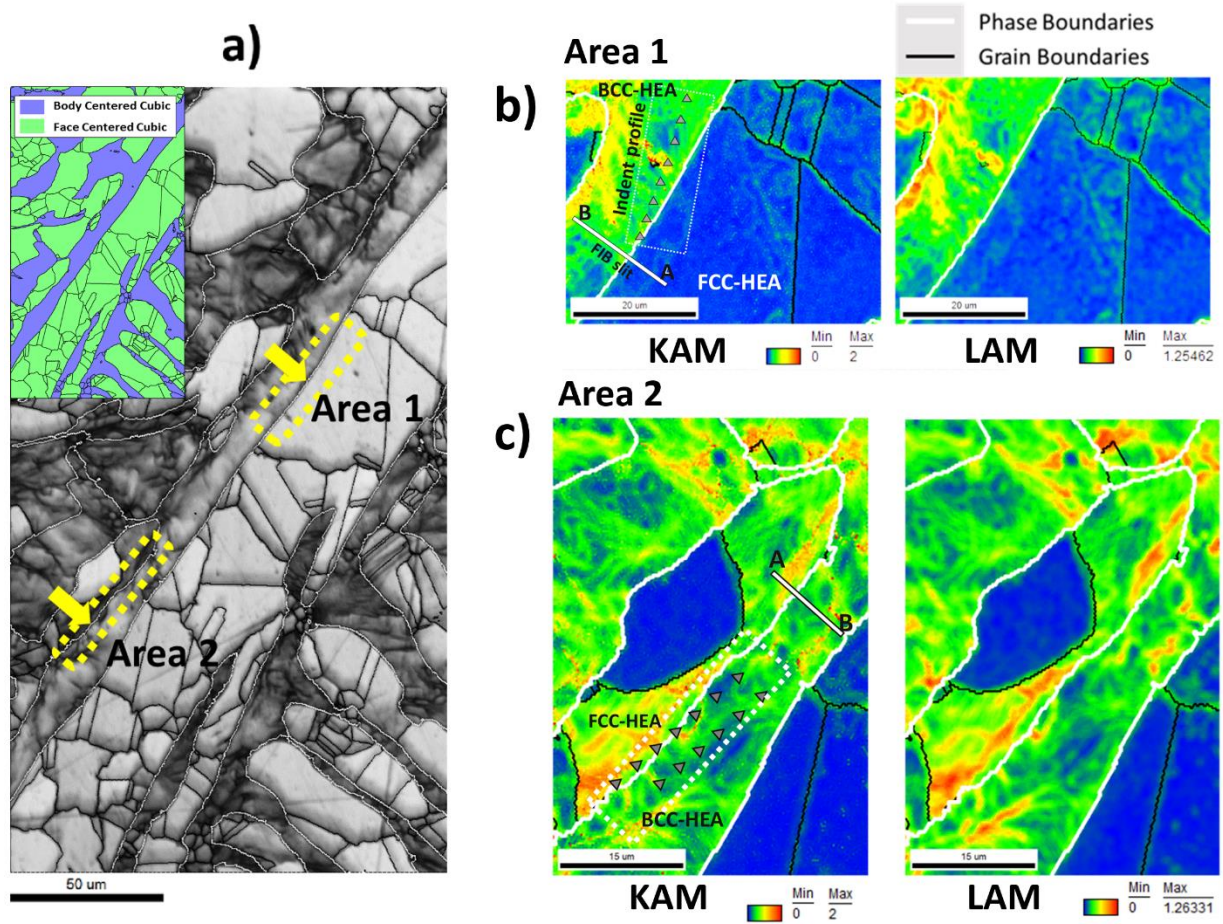 a)
Body Centered Cubic
Face Centered Cubic
Area 1
Area 2
50 um
Phase Boundaries
Grain Boundaries
Area 1
b)
BCC-HEA
Indent profile
B
FIB slit
A
FCC-HEA
20 um
KAM
Min Max
0 2
20 um
LAM
Min Max
0 1.25462
Area 2
c)
A
B
FCC-HEA
BCC-HEA
15 um
KAM
Min Max
0 2
15 um
LAM
Min Max
0 1.26331